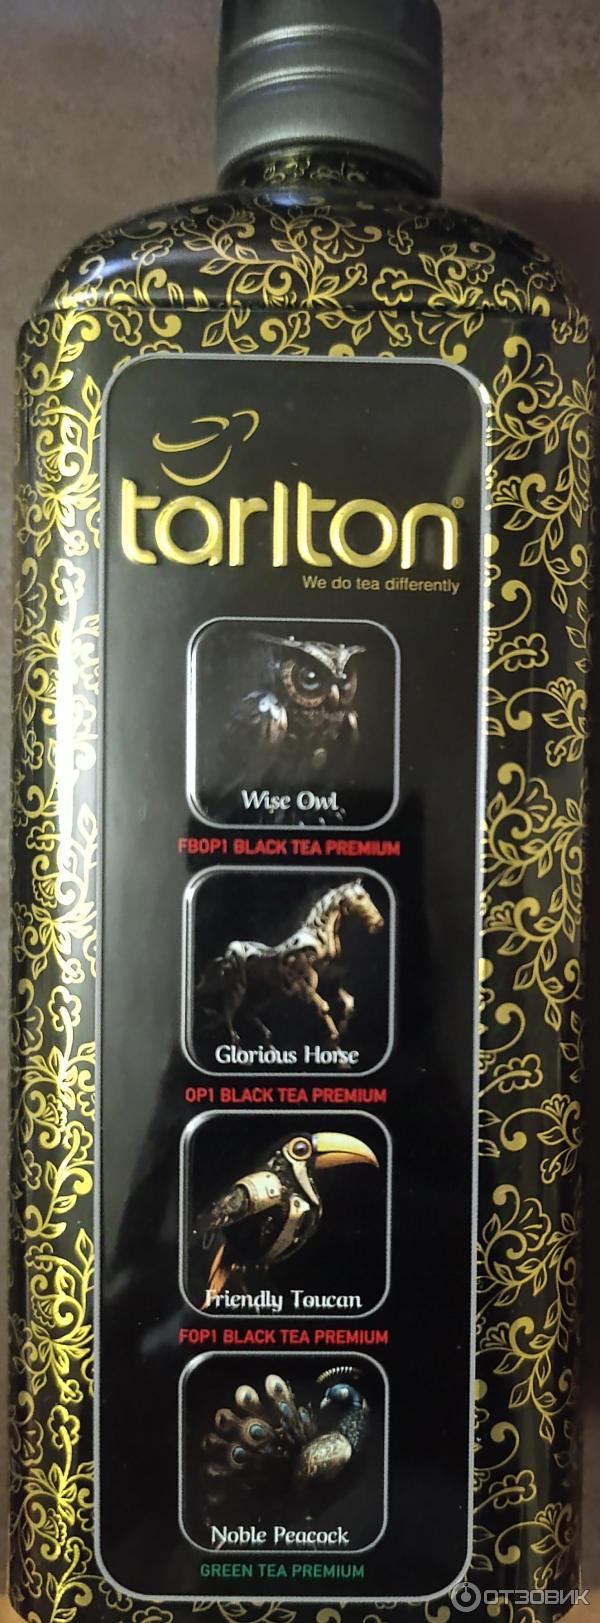 tarlton®
We do tea differently
Wise Owl
FBOP1 BLACK TEA PREMIUM
Glorious Horse
OP1 BLACK TEA PREMIUM
Friendly Toucan
FOP1 BLACK TEA PREMIUM
Noble Peacock
GREEN TEA PREMIUM
ОТЗОВИК